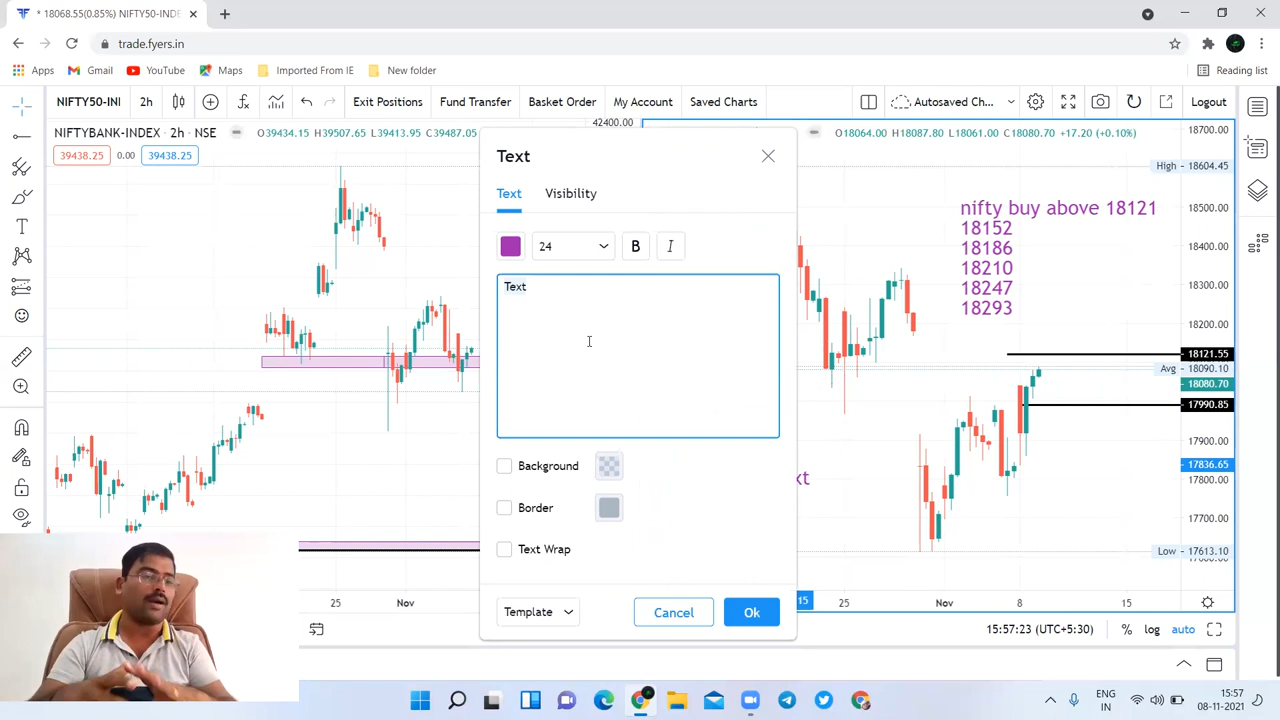 * 18068.55(0.85%) NIFTY50-INDE
trade.fyers.in
Apps Gmail YouTube Maps Imported From IE New folder Reading list
NIFTY50-INI 2h Exit Positions Fund Transfer Basket Order My Account Saved Charts Autosaved Ch... Logout
NIFTYBANK-INDEX 2h NSE O39434.15 H39507.65 L39413.95 C39487.05
39438.25 0.00 39438.25
42400.00
O18064.00 H18087.80 L18061.00 C18080.70 +17.20 (+0.10%)
Text
Text Visibility
24 B I
Text
Background
Border
Text Wrap
Template Cancel Ok
nifty buy above 18121
18152
18186
18210
18247
18293
xt
18700.00
High 18604.45
18500.00
18400.00
18300.00
18200.00
18121.55
Avg 18090.10
18080.70
17990.85
17900.00
17836.65
17800.00
17700.00
Low 17613.10
25 Nov 15 25 Nov 8 15
15:57:23 (UTC+5:30) % log auto
ENG
IN
15:57
08-11-2021